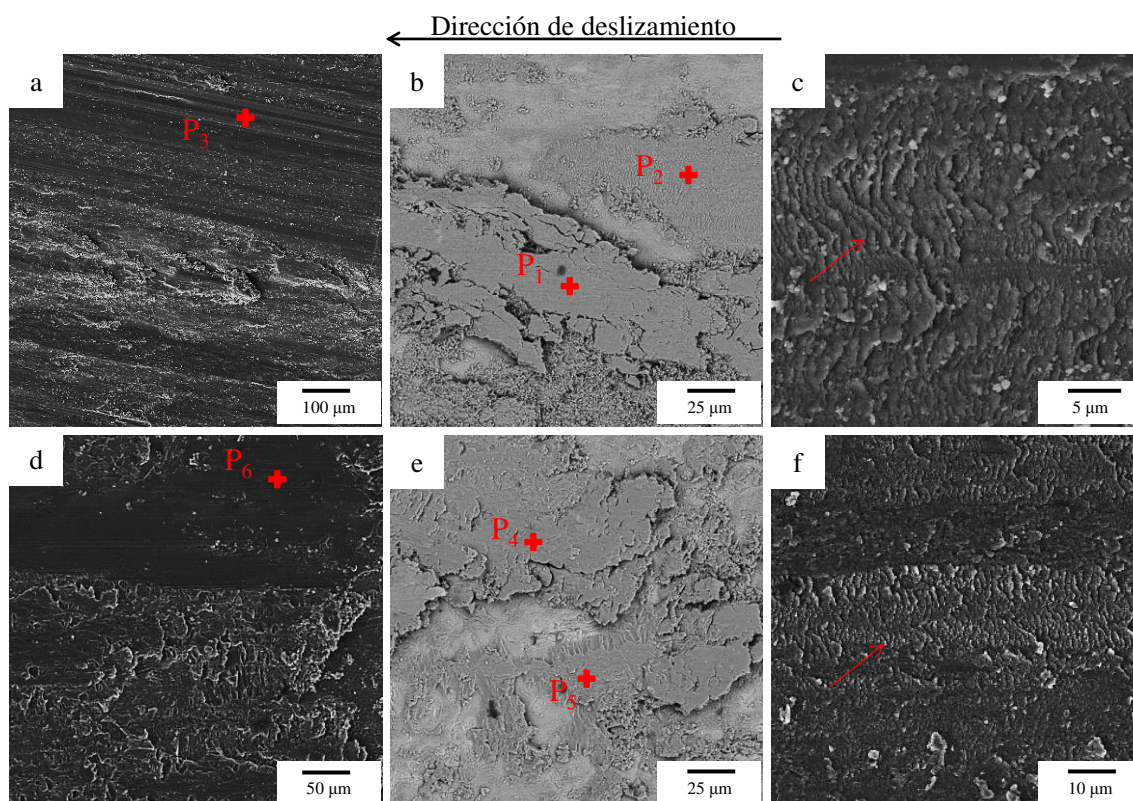 Dirección de deslizamiento
a
P3
100 μm
b
P2
P1
25 μm
c
5 μm
d
P6
50 μm
e
P4
P5
25 μm
f
10 μm